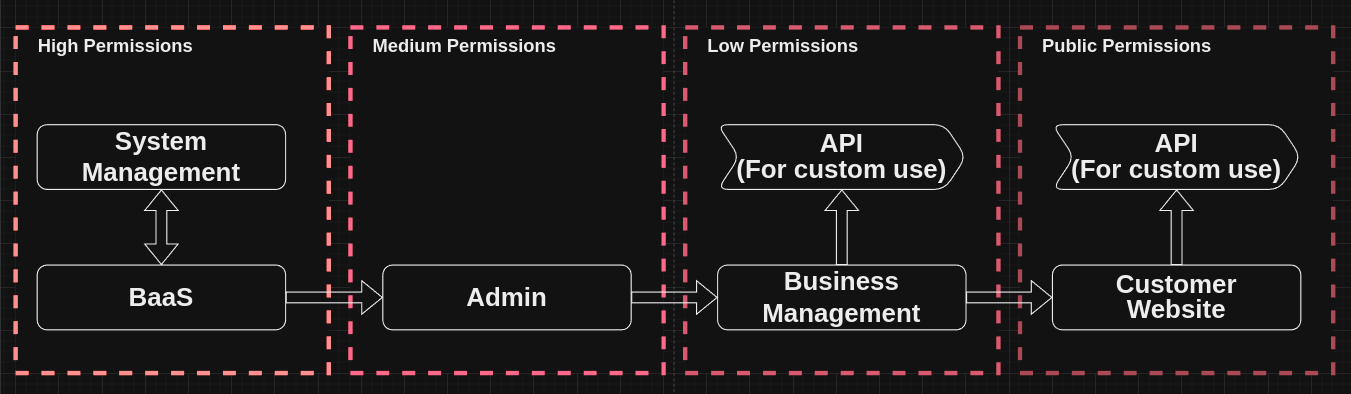 High Permissions
Medium Permissions
Low Permissions
Public Permissions
System
Management
API
(For custom use)
API
(For custom use)
BaaS
Admin
Business
Management
Customer
Website